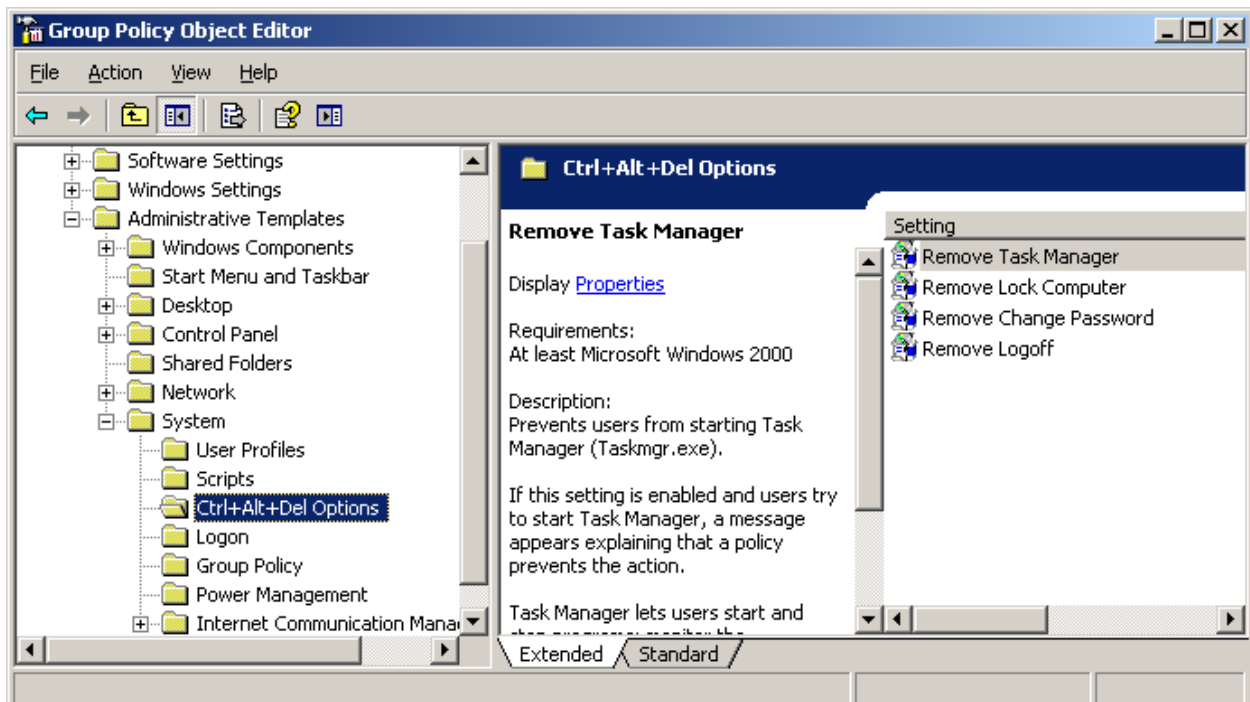 Group Policy Object Editor
File Action View Help
Software Settings
Windows Settings
Administrative Templates
Windows Components
Start Menu and Taskbar
Desktop
Control Panel
Shared Folders
Network
System
User Profiles
Scripts
Ctrl+Alt+Del Options
Logon
Group Policy
Power Management
Internet Communication Mana
Ctrl+Alt+Del Options
Remove Task Manager
Display Properties
Requirements:
At least Microsoft Windows 2000
Description:
Prevents users from starting Task
Manager (Taskmgr.exe).
If this setting is enabled and users try
to start Task Manager, a message
appears explaining that a policy
prevents the action.
Task Manager lets users start and
Setting
Remove Task Manager
Remove Lock Computer
Remove Change Password
Remove Logoff
Extended Standard